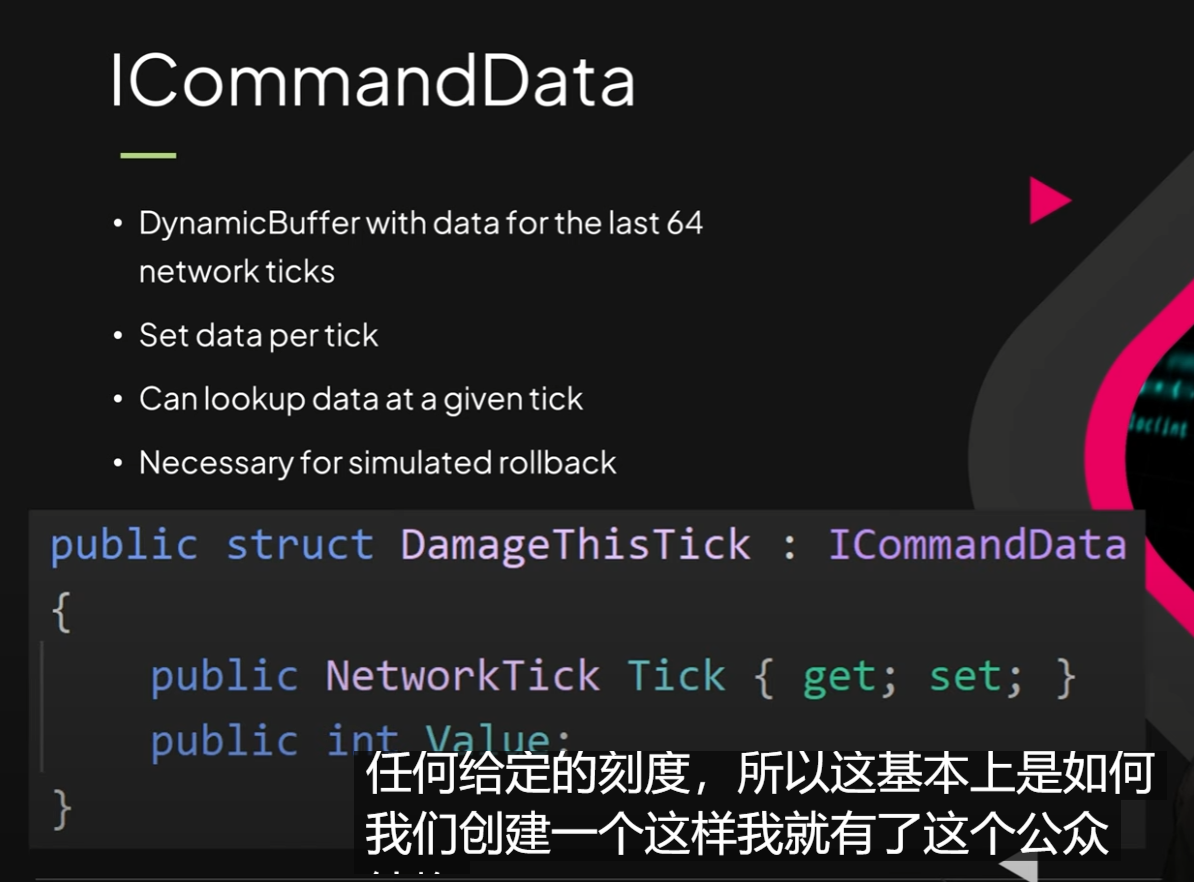 ICommandData
• DynamicBuffer with data for the last 64
network ticks
• Set data per tick
• Can lookup data at a given tick
• Necessary for simulated rollback
public struct DamageThisTick : ICommandData
{
public NetworkTick Tick { get; set; }
public int Value;
}
任何给定的刻度，所以这基本上是如何
我们创建一个这样我就有了这个公众